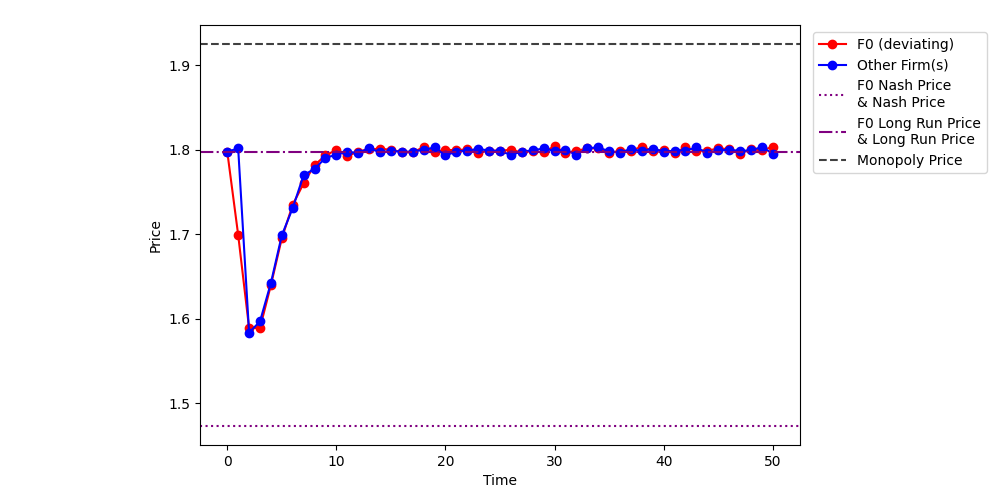 1.9
1.8
1.7
1.6
1.5
Price
0
10
20
30
40
50
Time
F0 (deviating)
Other Firm(s)
F0 Nash Price
& Nash Price
F0 Long Run Price
& Long Run Price
Monopoly Price